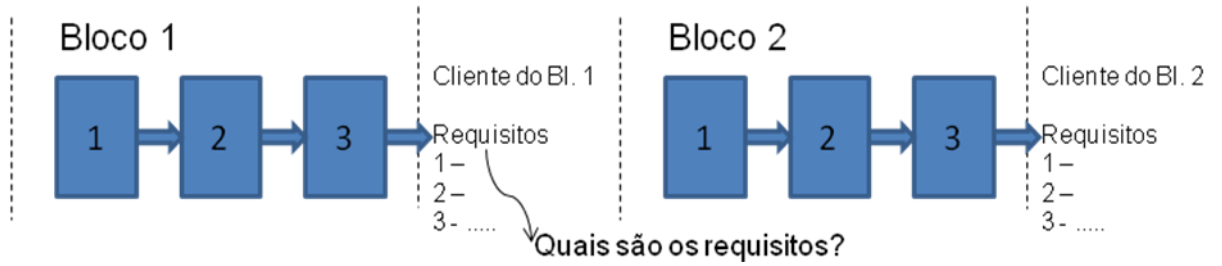 Bloco 1
1
2
3
Cliente do Bl. 1
Requisitos
1 –
2 –
3 - .....
Quais são os requisitos?
Bloco 2
1
2
3
Cliente do Bl. 2
Requisitos
1 –
2 –
3 - .....